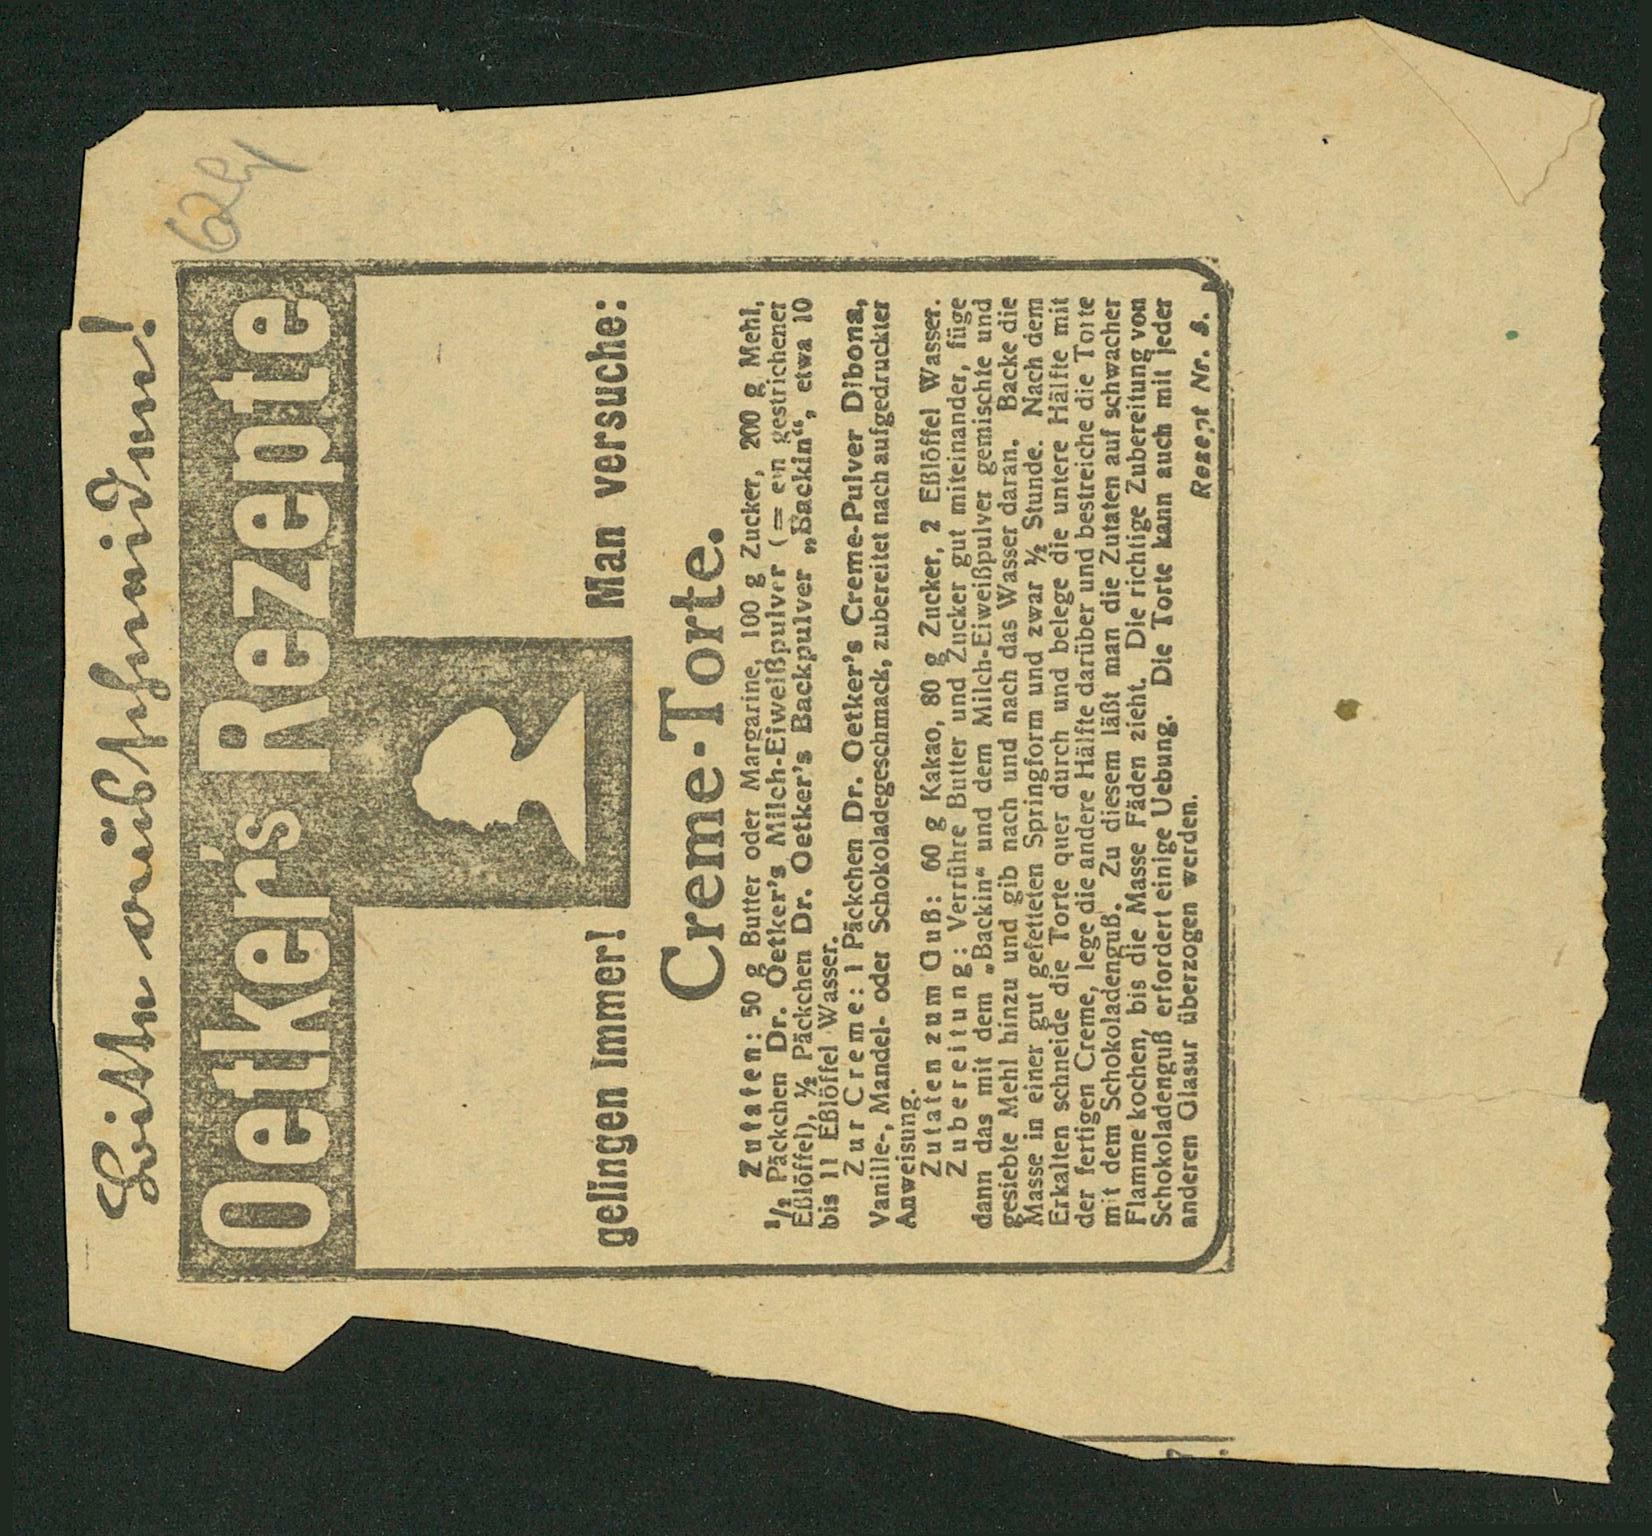 Bitte ausschneiden!
Oetker's Rezepte
gelingen immer! Man versuche:
Creme-Torte.
Zutaten: 50 g Butter oder Margarine, 100 g Zucker, 200 g Mehl,
1/2 Päckchen Dr. Oetker's Milch-Eiweißpulver (= ein gestrichener
Eßlöffel), ½ Päckchen Dr. Oetker's Backpulver „Backin“, etwa 10
bis 11 Eßlöffel Wasser.
Zur Creme: 1 Päckchen Dr. Oetker's Creme-Pulver Dibona,
Vanille-, Mandel- oder Schokoladegeschmack, zubereitet nach aufgedruckter
Anweisung.
Zutaten zum Guß: 60 g Kakao, 80 g Zucker, 2 Eßlöffel Wasser.
Zubereitung: Verrühre Butter und Zucker gut miteinander, füge
dann das mit dem „Backin“ und dem Milch-Eiweißpulver gemischte und
gesiebte Mehl hinzu und gib nach und nach das Wasser daran. Backe die
Masse in einer gut gefetteten Springform und zwar ½ Stunde. Nach dem
Erkalten schneide die Torte quer durch und belege die untere Hälfte mit
der fertigen Creme, lege die andere Hälfte darüber und bestreiche die Torte
mit dem Schokoladenguß. Zu diesem läßt man die Zutaten auf schwacher
Flamme kochen, bis die Masse Fäden zieht. Die richtige Zubereitung von
Schokoladenguß erfordert einige Uebung. Die Torte kann auch mit jeder
anderen Glasur überzogen werden.
Rezept Nr. 8.